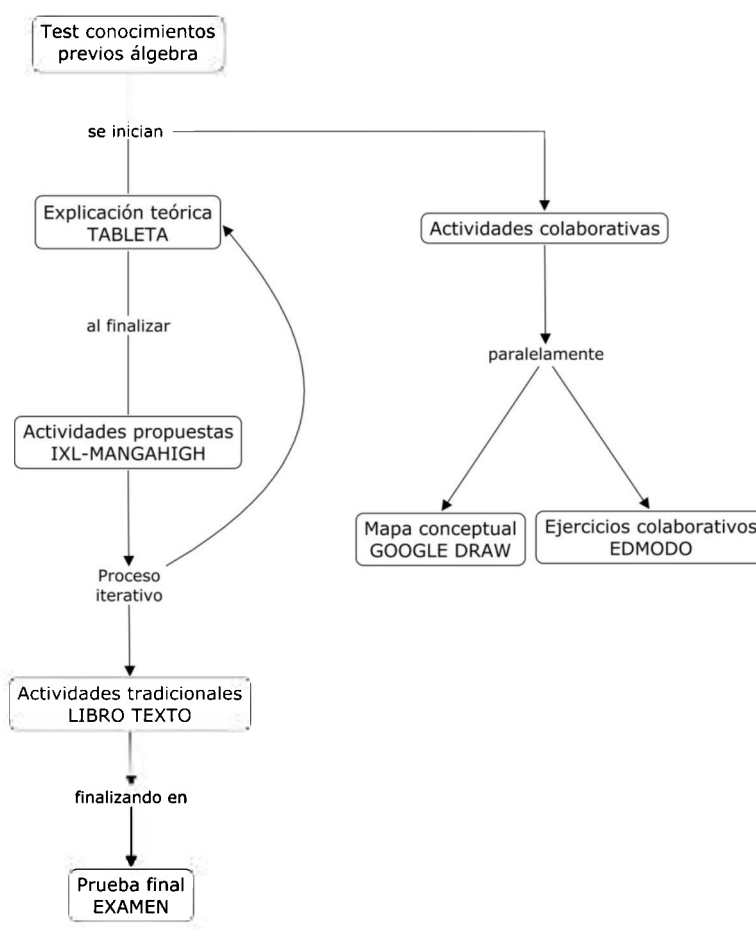 Test conocimientos
previos álgebra
se inician
Explicación teórica
TABLETA
al finalizar
Actividades propuestas
IXL-MANGAHIGH
Proceso
iterativo
Actividades tradicionales
LIBRO TEXTO
finalizando en
Prueba final
EXAMEN
Actividades colaborativas
paralelamente
Mapa conceptual
GOOGLE DRAW
Ejercicios colaborativos
EDMODO